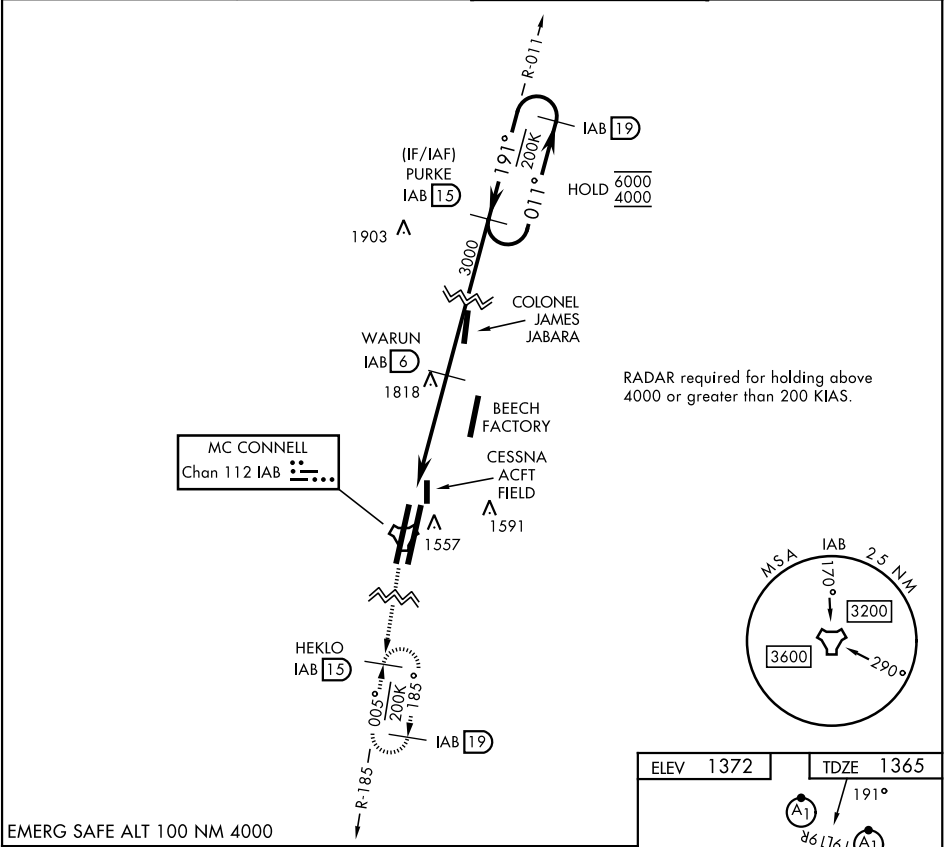 R-011
IAB 19
191°
200K
011°
HOLD 6000
4000
(IF/IAF)
PURKE
IAB 15
1903
3000
COLONEL
JAMES
JABARA
WARUN
IAB 6
1818
RADAR required for holding above
4000 or greater than 200 KIAS.
BEECH
FACTORY
MC CONNELL
Chan 112 IAB
CESSNA
ACFT
FIELD
1591
1557
MSA IAB 25 NM
170°
3200
3600
290°
HEKLO
IAB 15
005°
200K
185°
IAB 19
R-185
ELEV 1372
TDZE 1365
191°
A1
A1
19L
19R
EMERG SAFE ALT 100 NM 4000